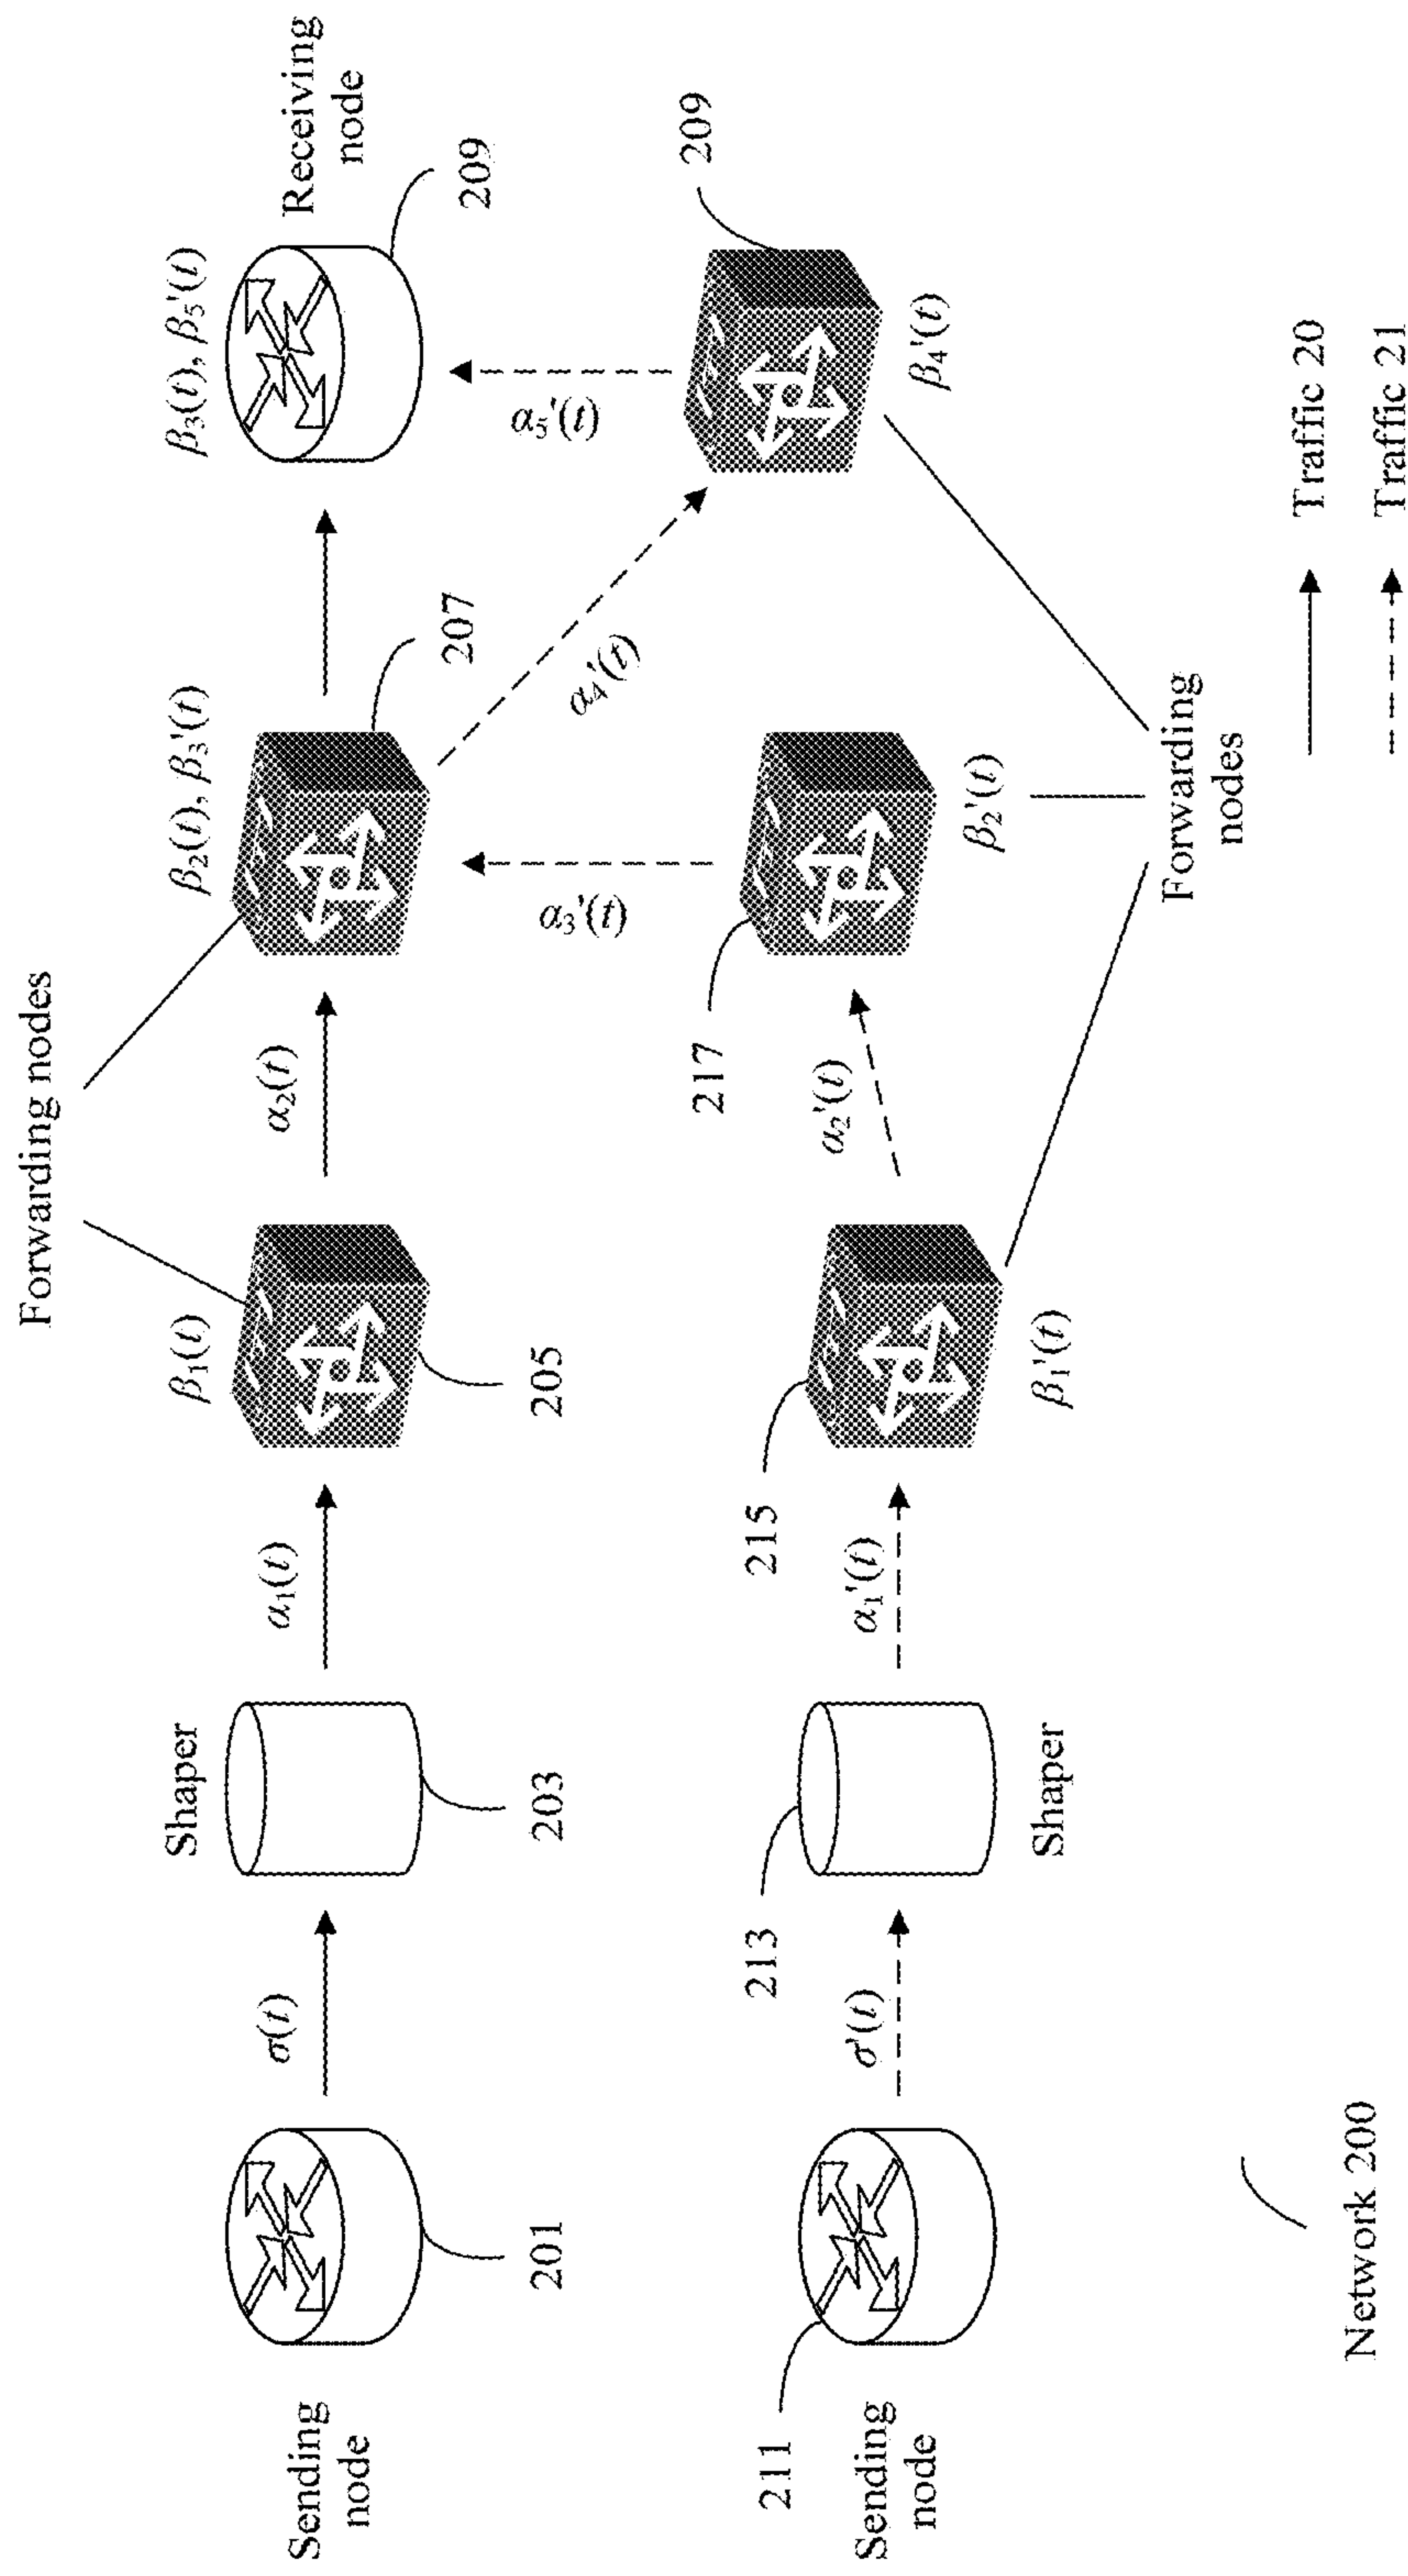 Forwarding nodes
Sending
node
201
σ(t)
Shaper
203
α₁(t)
β₁(t)
205
α₂(t)
β₂(t), β₃'(t)
207
β₃(t), β₅'(t)
Receiving
node
209
α₃'(t)
α₄'(t)
α₅'(t)
Sending
node
211
σ'(t)
213
Shaper
α₁'(t)
215
β₁'(t)
α₂'(t)
217
β₂'(t)
209
β₄'(t)
Forwarding
nodes
Network 200
Traffic 20
Traffic 21